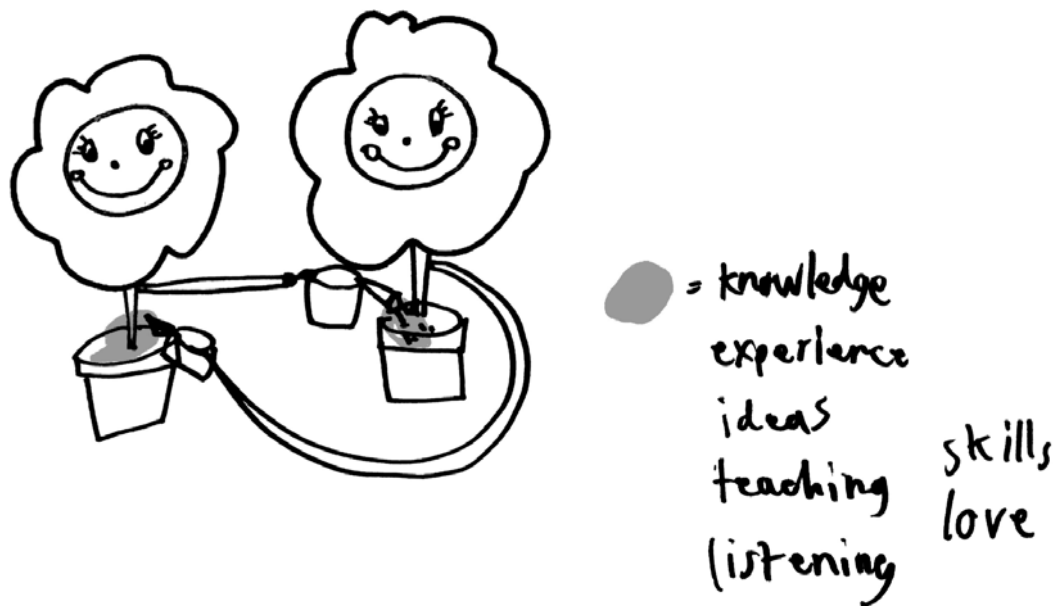 = knowledge
experience
ideas
teaching
listening
skills
love